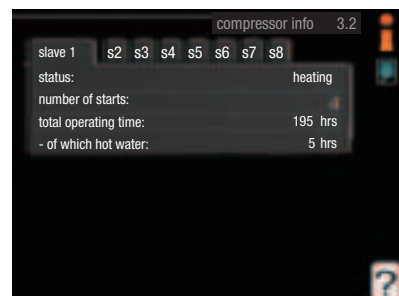 compressor info 3.2
slave 1 s2 s3 s4 s5 s6 s7 s8
status: heating
number of starts: 4
total operating time: 195 hrs
- of which hot water: 5 hrs
?